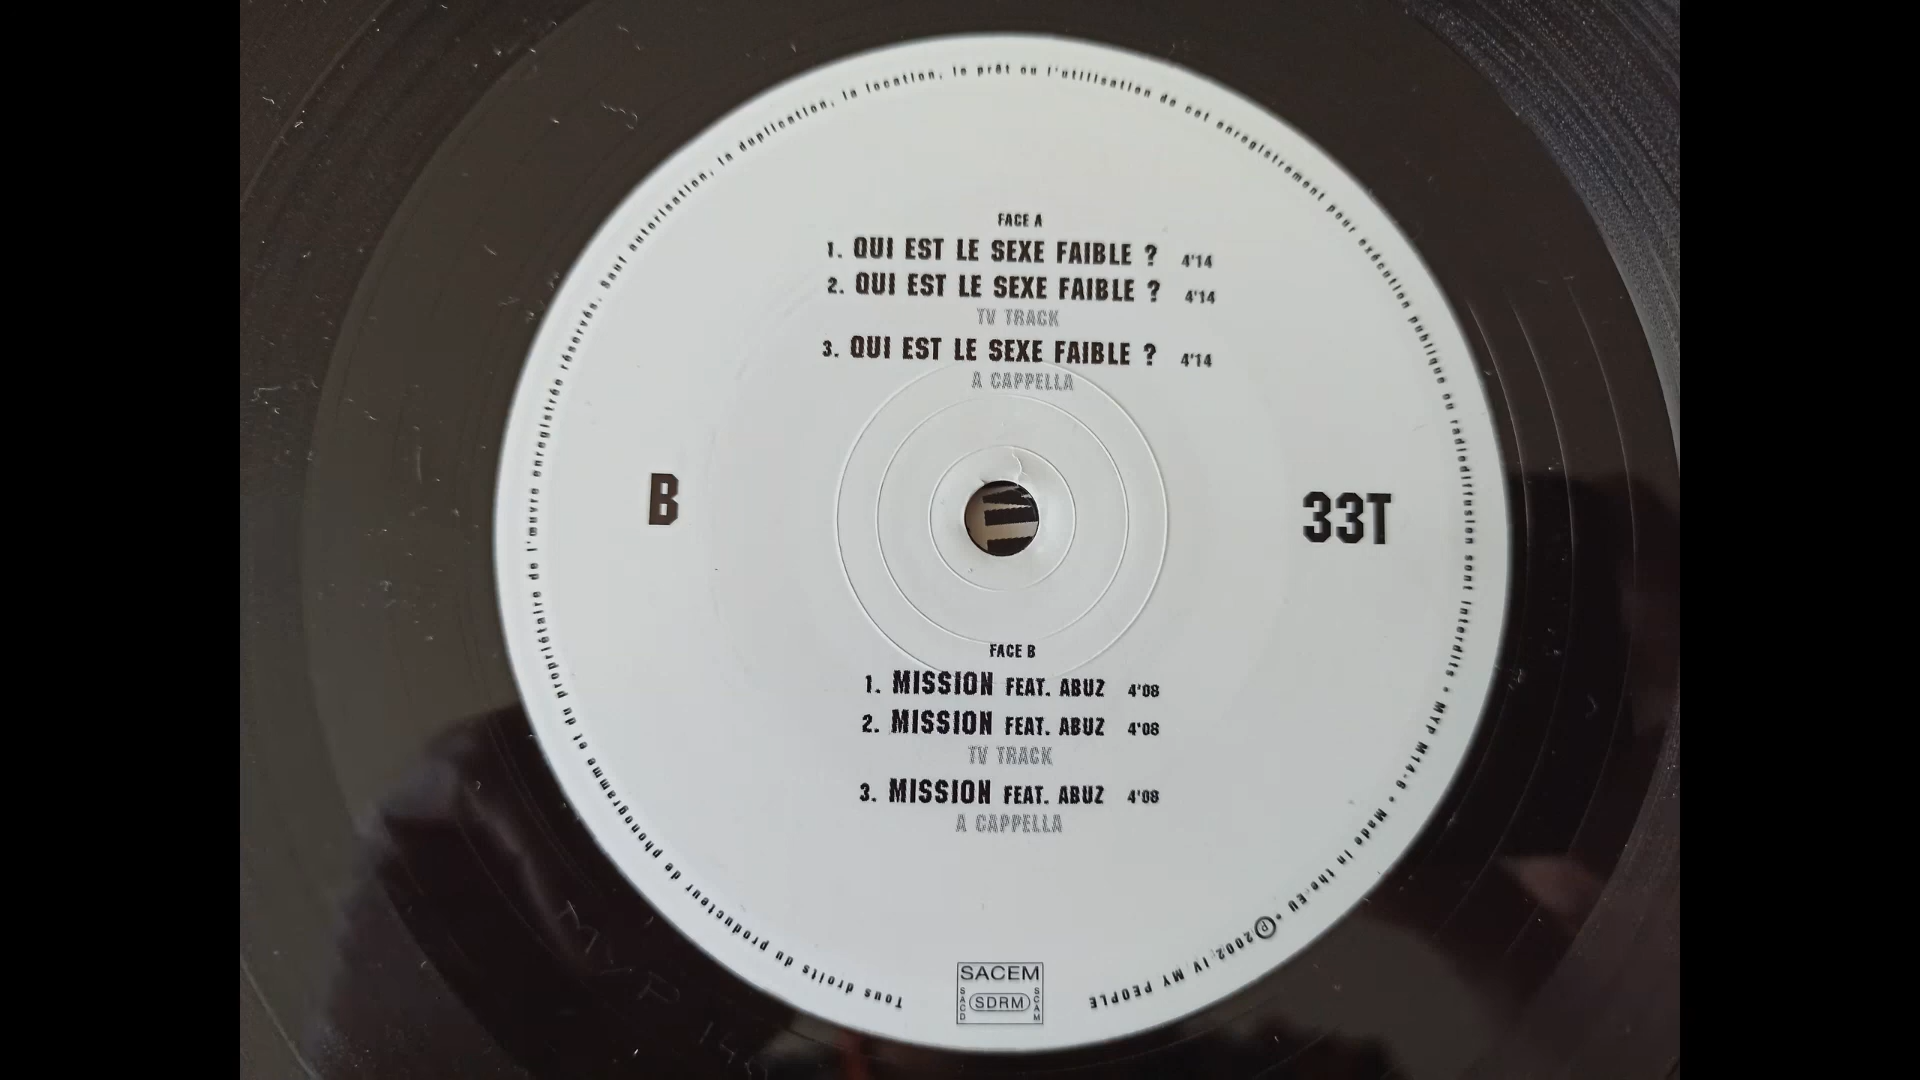 FACE A
1. QUI EST LE SEXE FAIBLE ? 4'14
2. QUI EST LE SEXE FAIBLE ? 4'14
TV TRACK
3. QUI EST LE SEXE FAIBLE ? 4'14
A CAPPELLA
B
33T
FACE B
1. MISSION FEAT. ABUZ 4'08
2. MISSION FEAT. ABUZ 4'08
TV TRACK
3. MISSION FEAT. ABUZ 4'08
A CAPPELLA
SACEM
SACD SDRM SCAM
Tous droits du producteur de phonogramme et du propriétaire de l'œuvre enregistrée réservés. Sauf autorisation, la duplication, la location, le prêt ou l'utilisation de cet enregistrement pour exécution publique ou radiodiffusion sont interdits • MYP M14-6 • Made in the EU • ℗2002 IV MY PEOPLE
MYP 14